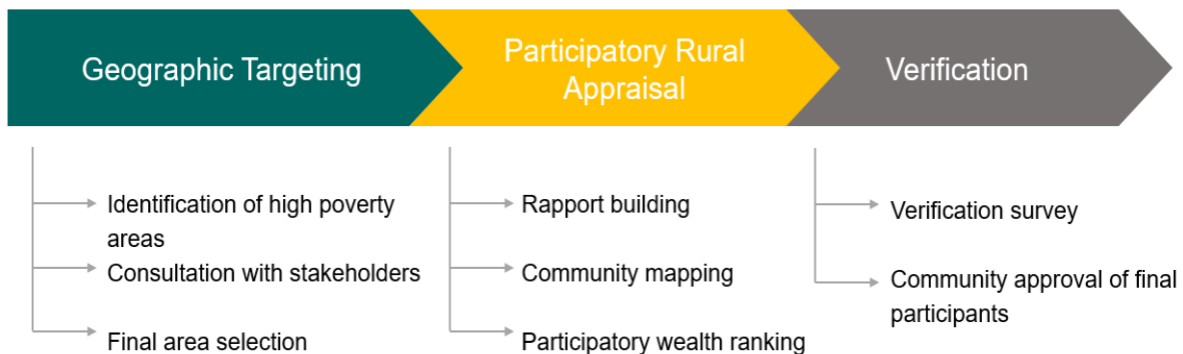 Geographic Targeting
Participatory Rural
Appraisal
Verification
Identification of high poverty
areas
Consultation with stakeholders
Final area selection
Rapport building
Community mapping
Participatory wealth ranking
Verification survey
Community approval of final
participants